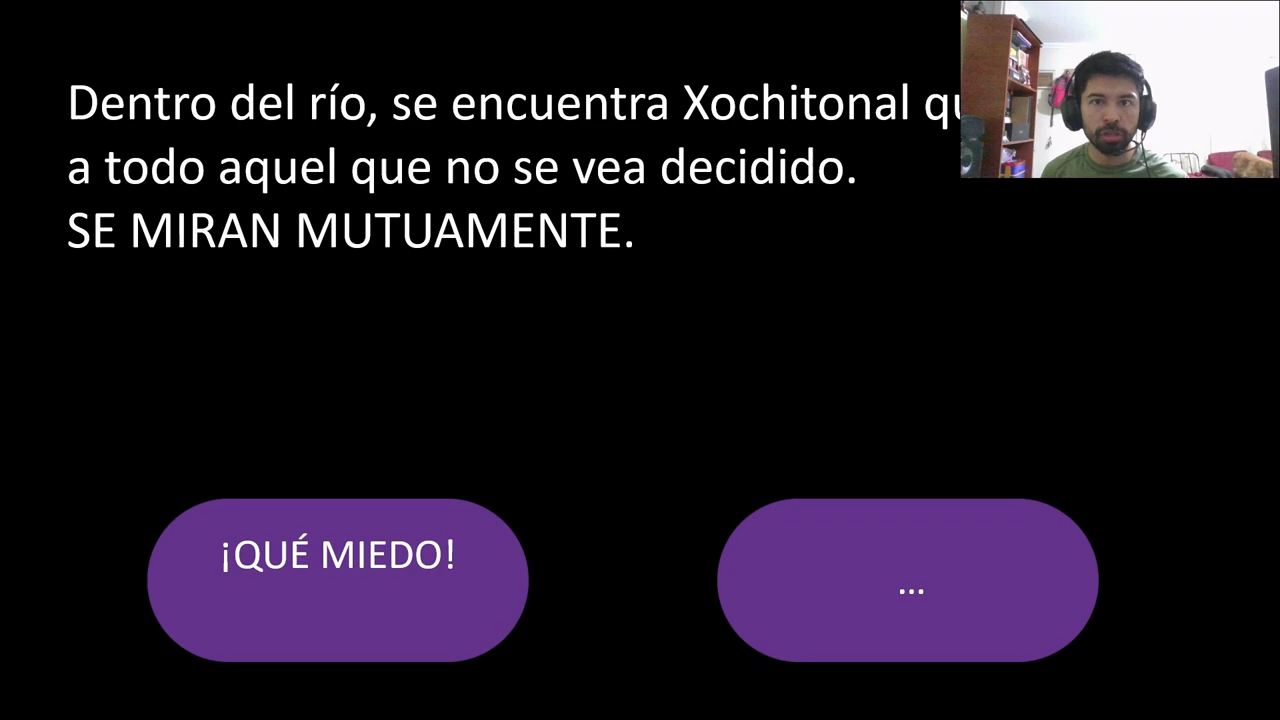 Dentro del río, se encuentra Xochitonal
a todo aquel que no se vea decidido.
SE MIRAN MUTUAMENTE.
¡QUÉ MIEDO!
...